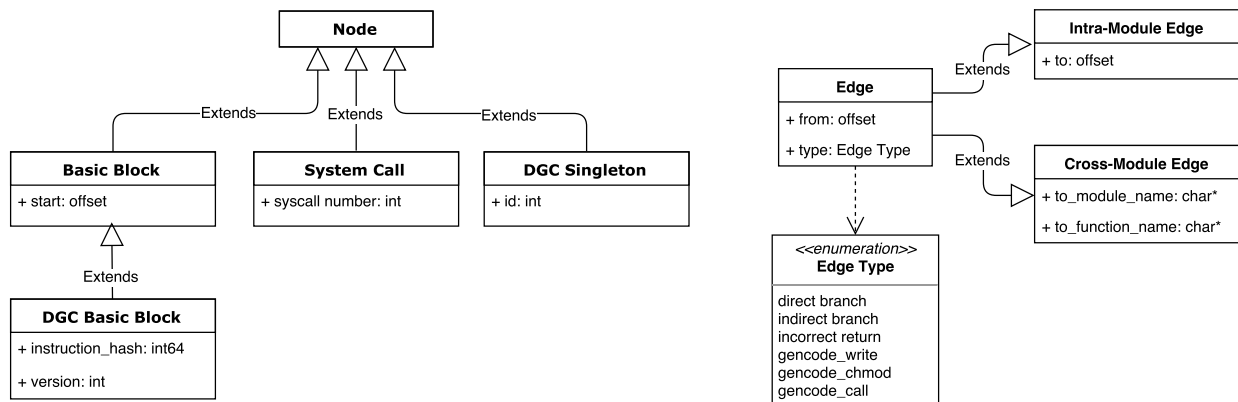 Node
Extends
Extends
Extends
Basic Block
+ start: offset
System Call
+ syscall number: int
DGC Singleton
+ id: int
Extends
DGC Basic Block
+ instruction_hash: int64
+ version: int
Edge
+ from: offset
+ type: Edge Type
Extends
Intra-Module Edge
+ to: offset
Extends
Cross-Module Edge
+ to_module_name: char*
+ to_function_name: char*
<<enumeration>>
Edge Type
direct branch
indirect branch
incorrect return
gencode_write
gencode_chmod
gencode_call